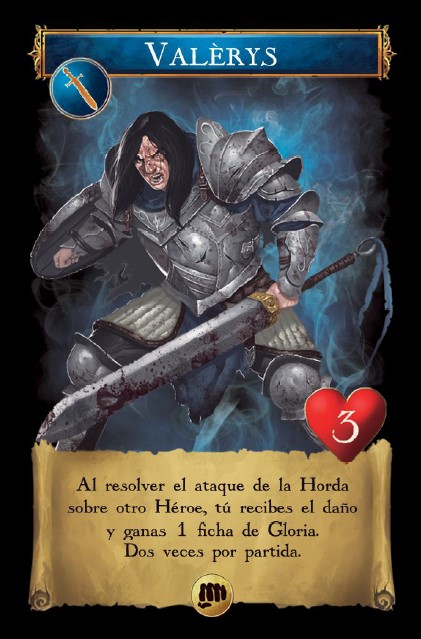 Valèrys
3
Al resolver el ataque de la Horda
sobre otro Héroe, tú recibes el daño
y ganas 1 ficha de Gloria.
Dos veces por partida.